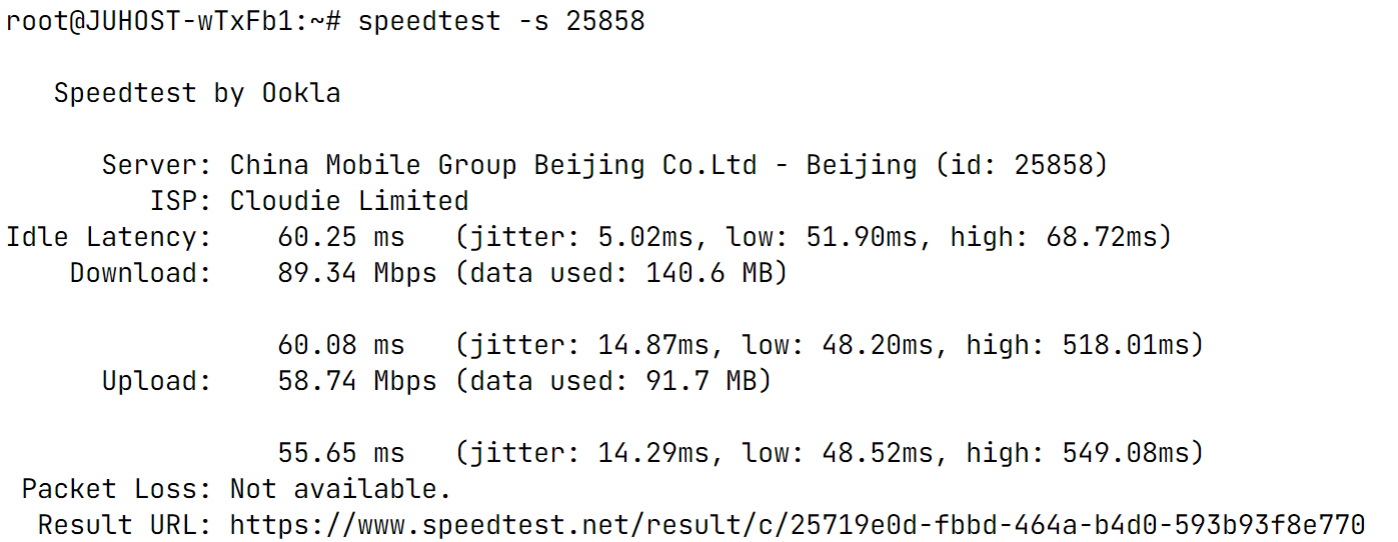 root@JUHOST-wTxFb1:~# speedtest -s 25858
Speedtest by Ookla
Server: China Mobile Group Beijing Co.Ltd - Beijing (id: 25858)
ISP: Cloudie Limited
Idle Latency: 60.25 ms (jitter: 5.02ms, low: 51.90ms, high: 68.72ms)
Download: 89.34 Mbps (data used: 140.6 MB)
60.08 ms (jitter: 14.87ms, low: 48.20ms, high: 518.01ms)
Upload: 58.74 Mbps (data used: 91.7 MB)
55.65 ms (jitter: 14.29ms, low: 48.52ms, high: 549.08ms)
Packet Loss: Not available.
Result URL: https://www.speedtest.net/result/c/25719e0d-fbbd-464a-b4d0-593b93f8e770